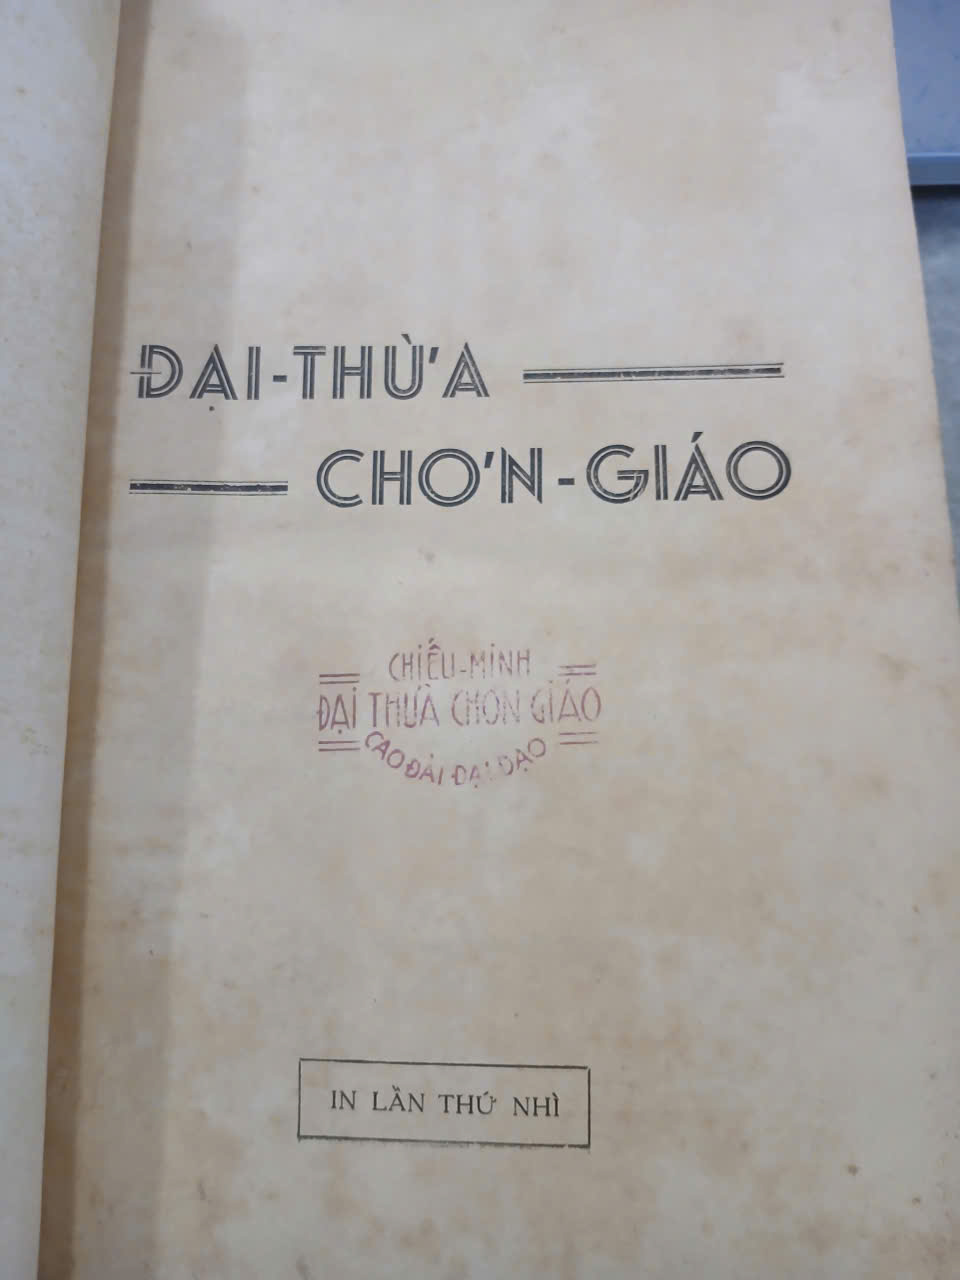 ĐẠI-THỪA
CHƠN-GIÁO
CHIẾU-MINH
ĐẠI THỪA CHƠN GIÁO
CAO ĐÀI ĐẠI ĐẠO
IN LẦN THỨ NHÌ